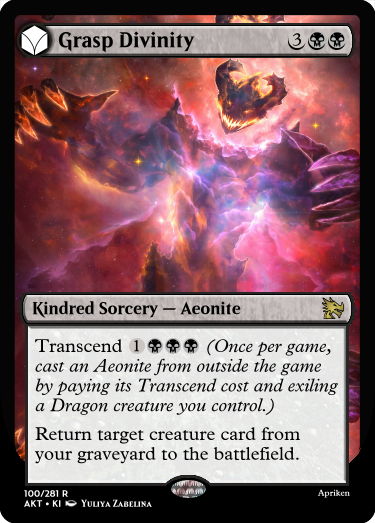 Grasp Divinity 3
Kindred Sorcery — Aeonite
Transcend 1 (Once per game,
cast an Aeonite from outside the game
by paying its Transcend cost and exiling
a Dragon creature you control.)
Return target creature card from
your graveyard to the battlefield.
100/281 R
AKT • KI Yuliya Zabelina
Apriken